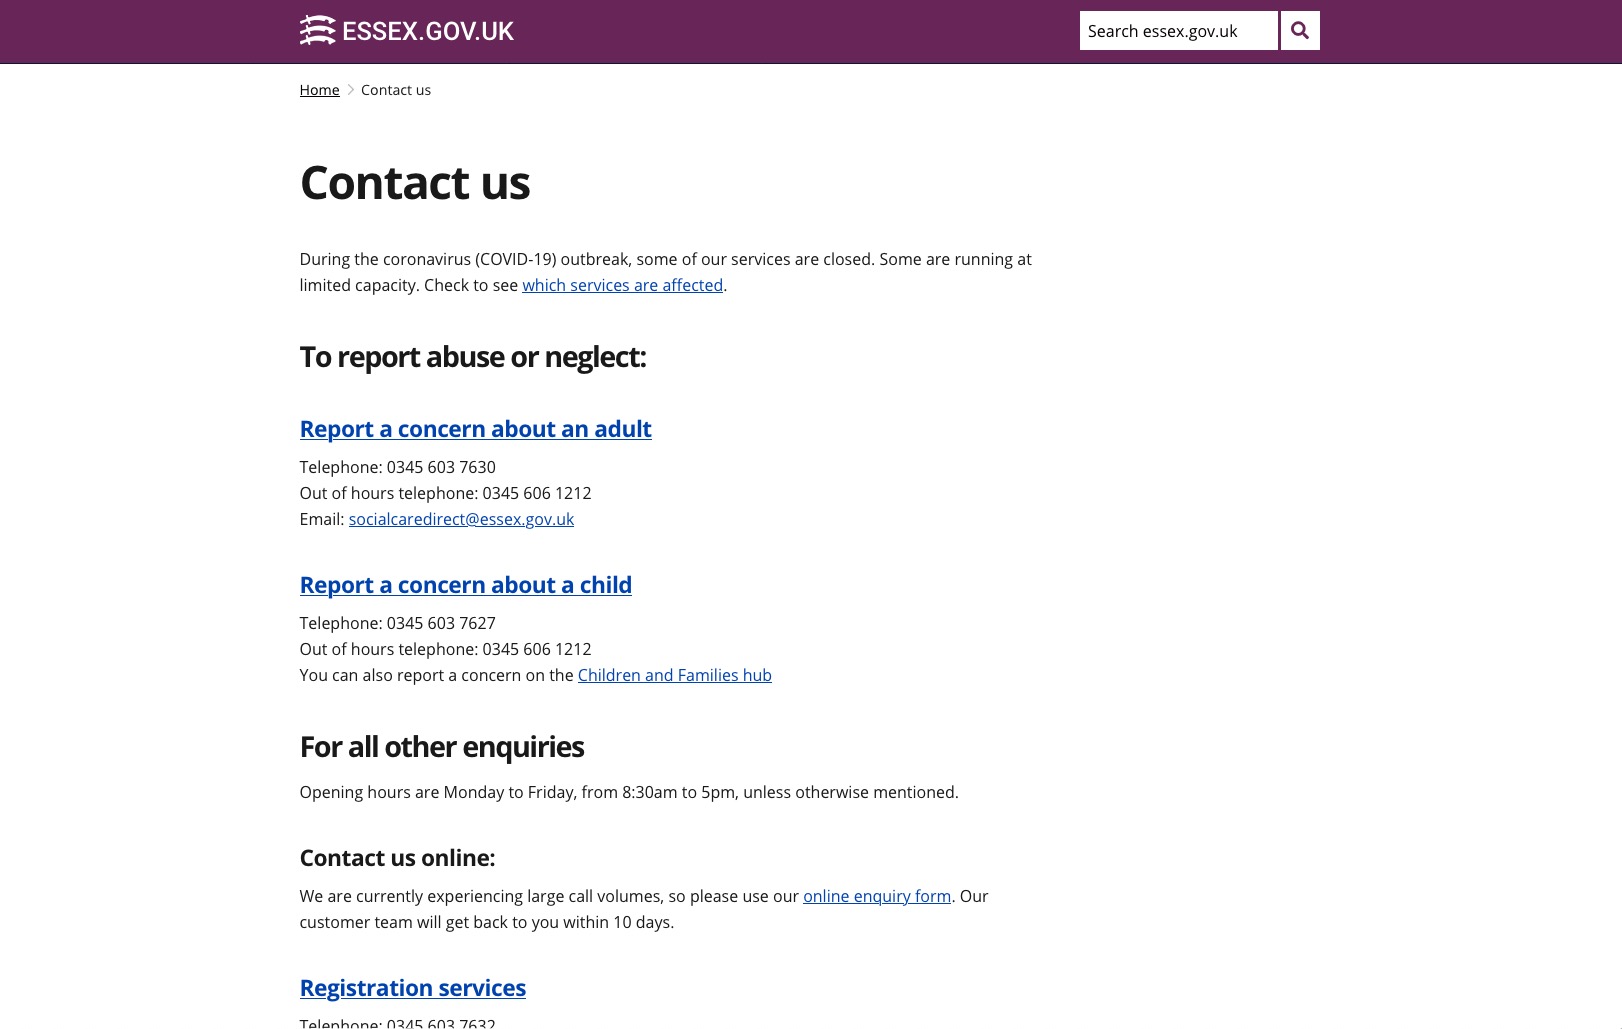 ESSEX.GOV.UK
Search essex.gov.uk
Home
Contact us
Contact us
During the coronavirus (COVID-19) outbreak, some of our services are closed. Some are running at
limited capacity. Check to see which services are affected.
To report abuse or neglect:
Report a concern about an adult
Telephone: 0345 603 7630
Out of hours telephone: 0345 606 1212
Email: socialcaredirect@essex.gov.uk
Report a concern about a child
Telephone: 0345 603 7627
Out of hours telephone: 0345 606 1212
You can also report a concern on the Children and Families hub
For all other enquiries
Opening hours are Monday to Friday, from 8:30am to 5pm, unless otherwise mentioned.
Contact us online:
We are currently experiencing large call volumes, so please use our online enquiry form. Our
customer team will get back to you within 10 days.
Registration services
Telephone: 0345 603 7632